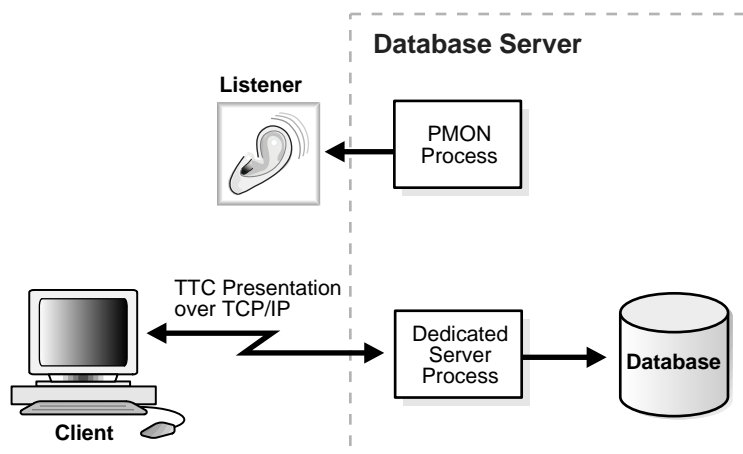 Database Server
Listener
PMON
Process
TTC Presentation
over TCP/IP
Dedicated
Server
Process
Database
Client